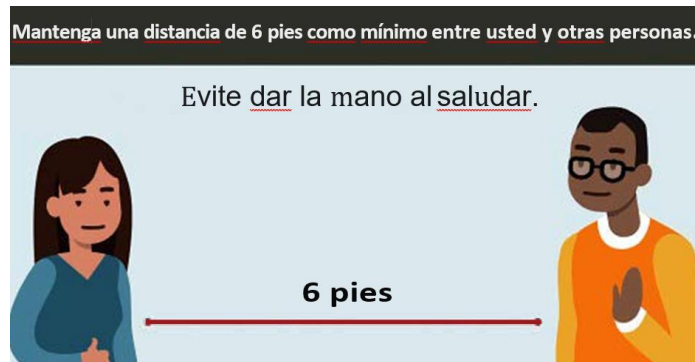 Mantenga una distancia de 6 pies como mínimo entre usted y otras personas.
Evite dar la mano al saludar.
6 pies